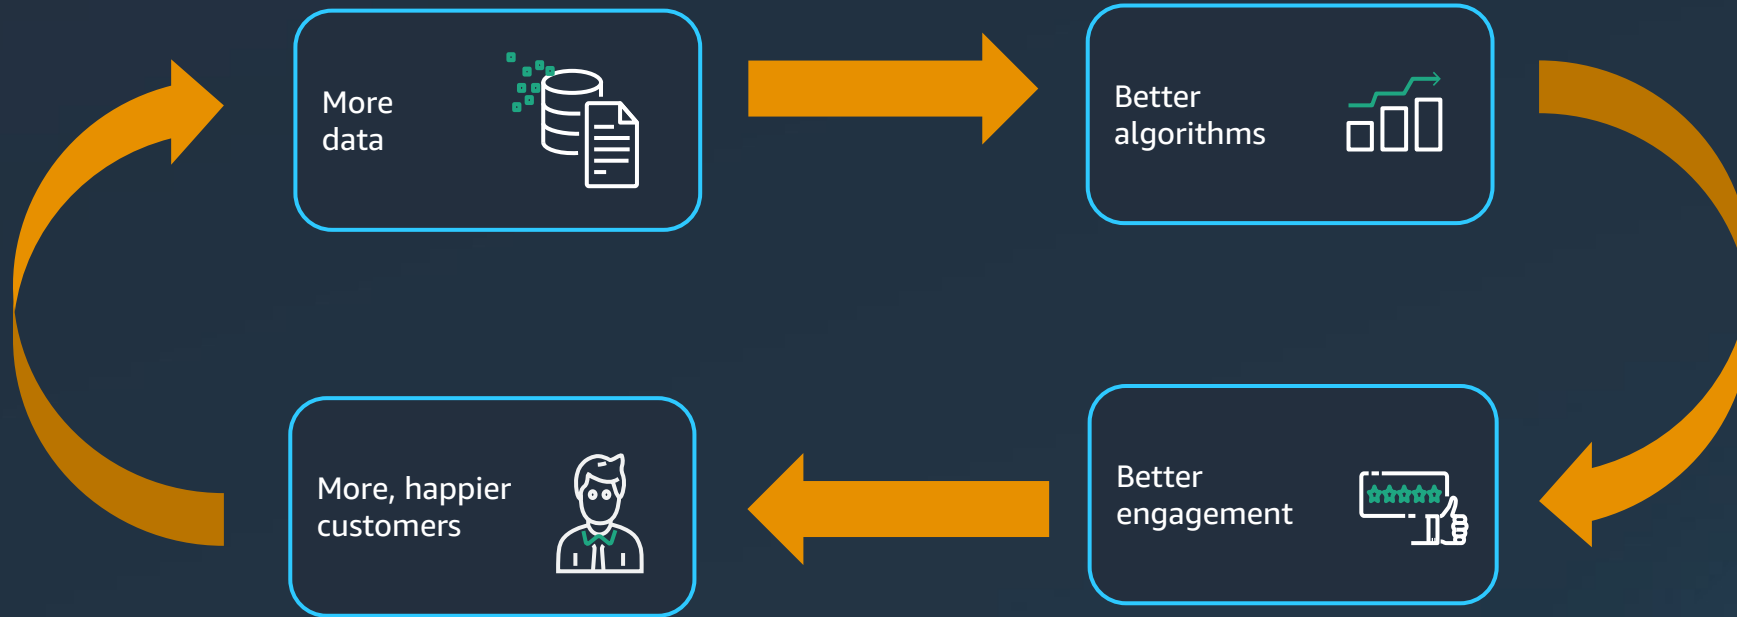 More
data
Better
algorithms
More, happier
customers
Better
engagement